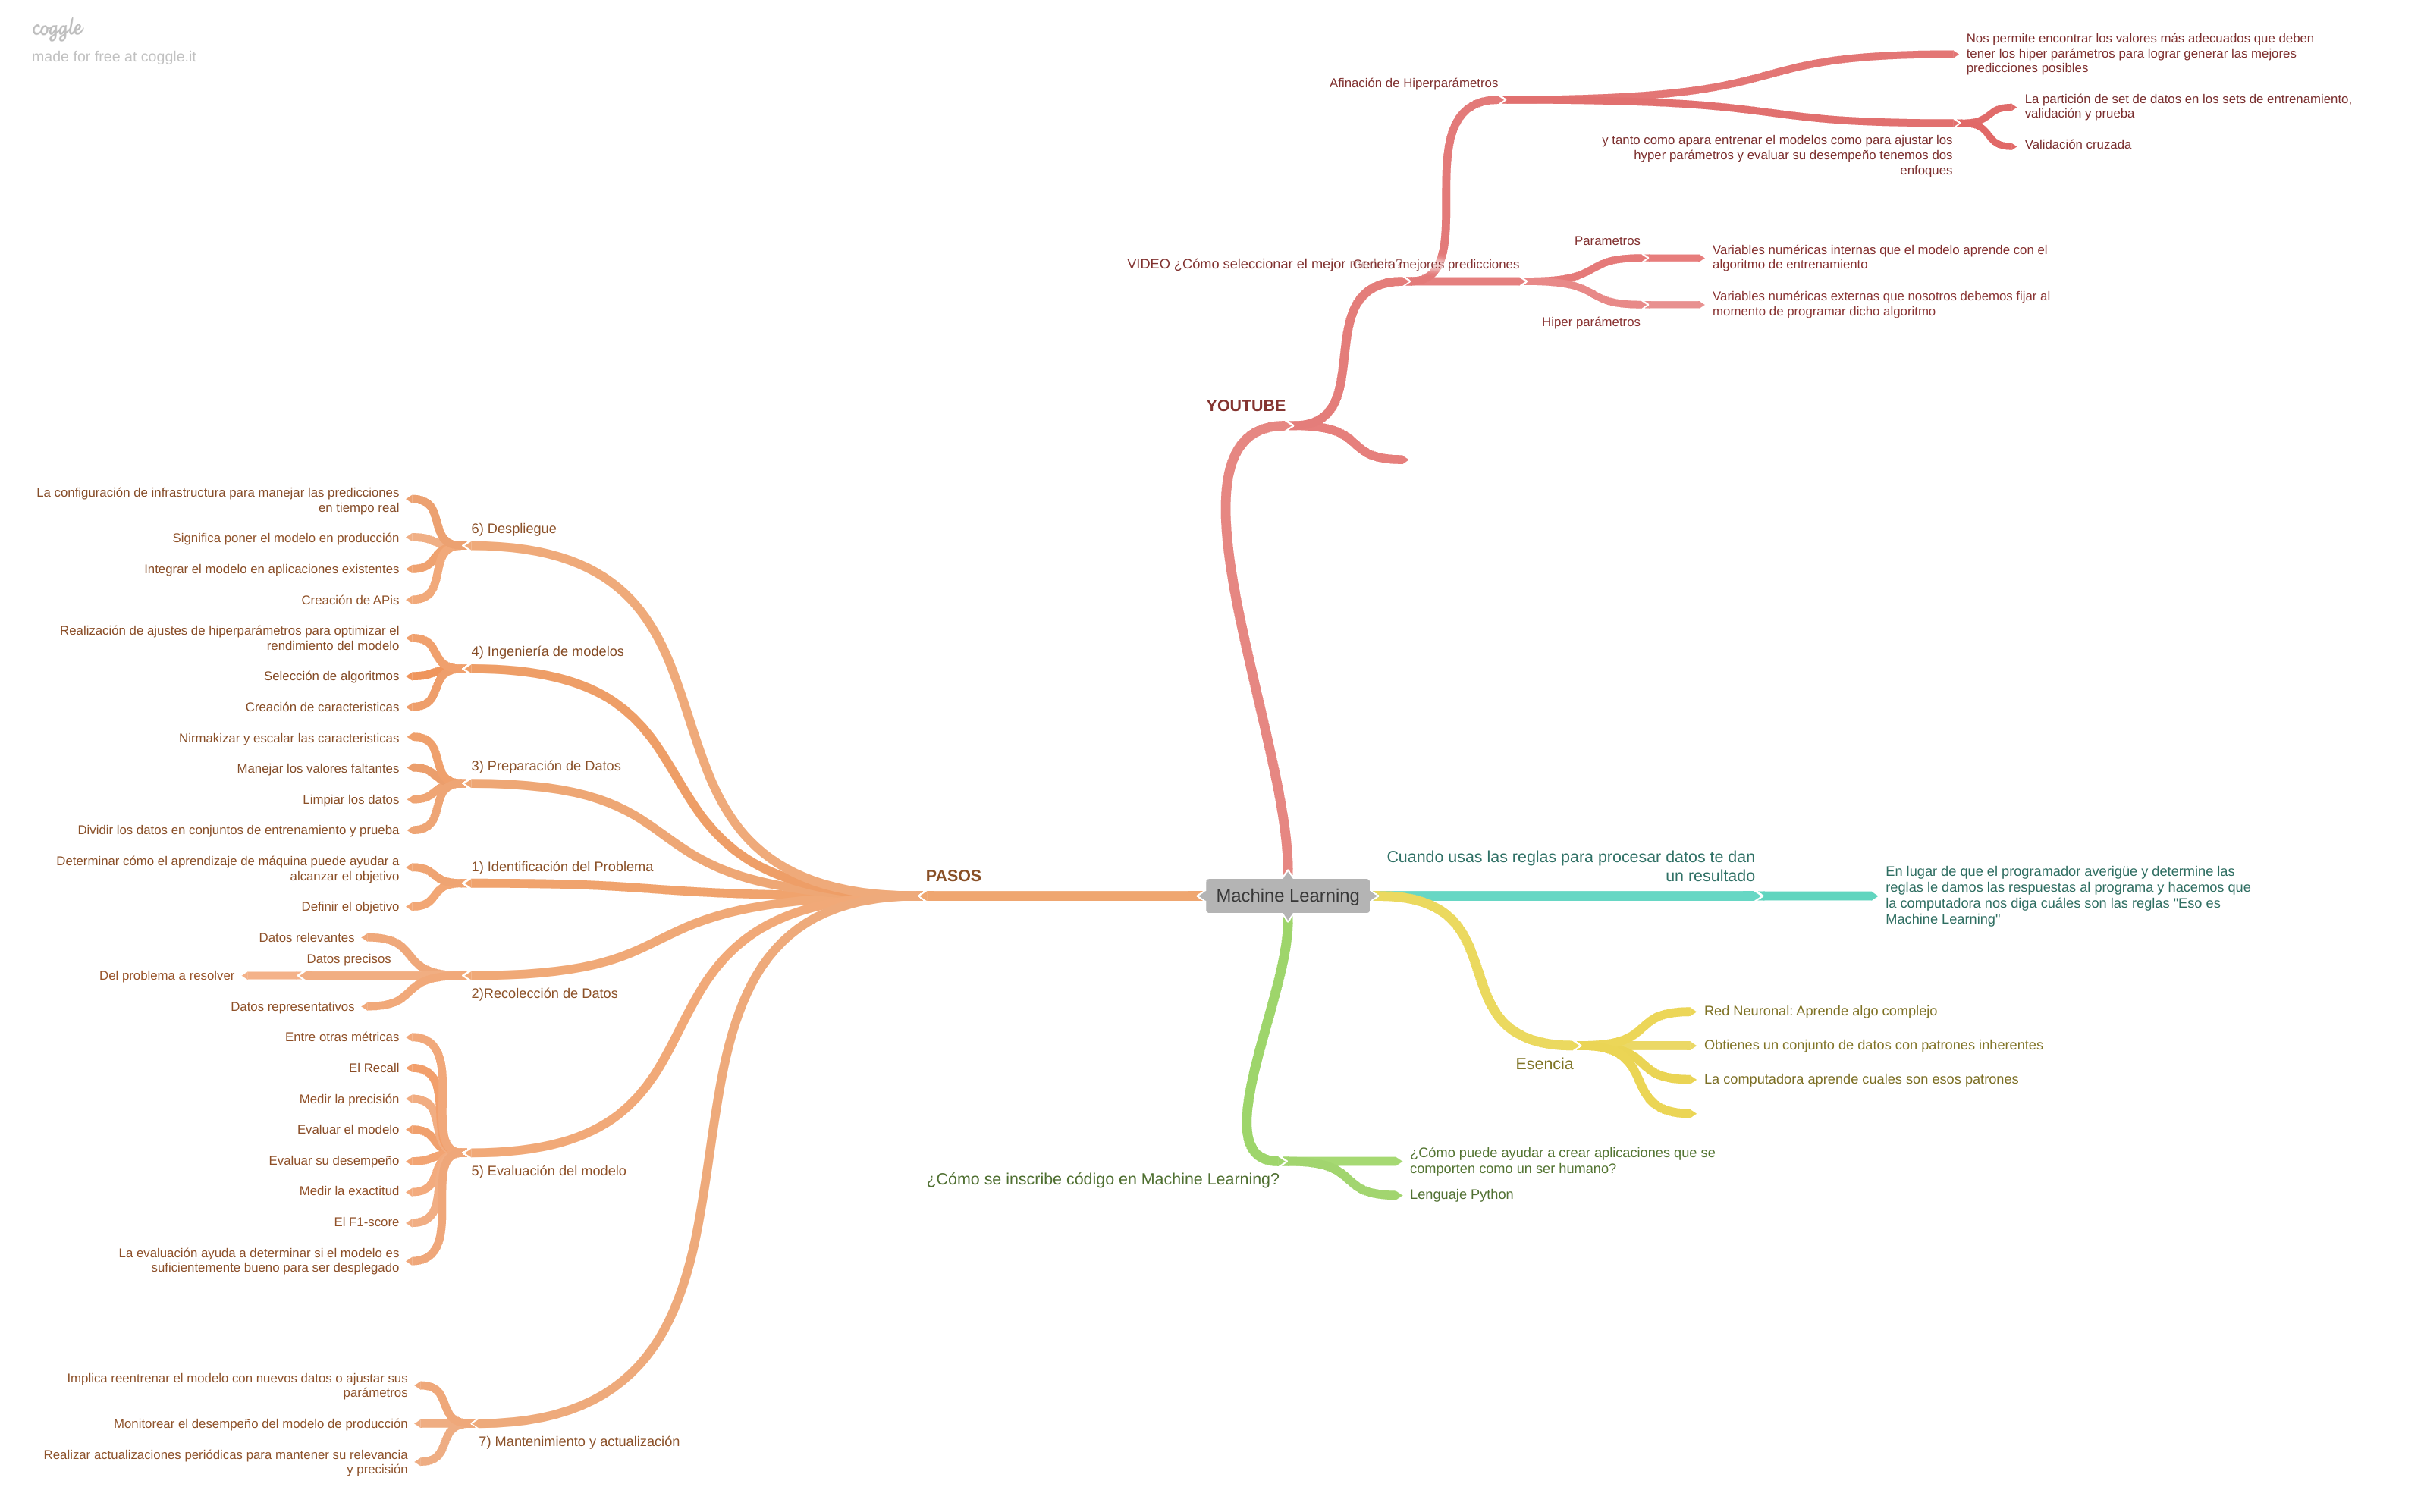 coggle
made for free at coggle.it
Nos permite encontrar los valores más adecuados que deben
tener los hiper parámetros para lograr generar las mejores
predicciones posibles
Afinación de Hiperparámetros
La partición de set de datos en los sets de entrenamiento,
validación y prueba
y tanto como apara entrenar el modelos como para ajustar los
hyper parámetros y evaluar su desempeño tenemos dos
enfoques
Validación cruzada
VIDEO ¿Cómo seleccionar el mejor
Genera mejores predicciones
Parametros
Variables numéricas internas que el modelo aprende con el
algoritmo de entrenamiento
Hiper parámetros
Variables numéricas externas que nosotros debemos fijar al
momento de programar dicho algoritmo
YOUTUBE
La configuración de infrastructura para manejar las predicciones
en tiempo real
6) Despliegue
Significa poner el modelo en producción
Integrar el modelo en aplicaciones existentes
Creación de APis
Realización de ajustes de hiperparámetros para optimizar el
rendimiento del modelo
4) Ingeniería de modelos
Selección de algoritmos
Creación de caracteristicas
Nirmakizar y escalar las caracteristicas
3) Preparación de Datos
Manejar los valores faltantes
Limpiar los datos
Dividir los datos en conjuntos de entrenamiento y prueba
Determinar cómo el aprendizaje de máquina puede ayudar a
alcanzar el objetivo
1) Identificación del Problema
Definir el objetivo
PASOS
Machine Learning
Cuando usas las reglas para procesar datos te dan
un resultado
En lugar de que el programador averigüe y determine las
reglas le damos las respuestas al programa y hacemos que
la computadora nos diga cuáles son las reglas "Eso es
Machine Learning"
Datos relevantes
Datos precisos
Del problema a resolver
2)Recolección de Datos
Datos representativos
Entre otras métricas
El Recall
Medir la precisión
Evaluar el modelo
Evaluar su desempeño
5) Evaluación del modelo
Medir la exactitud
El F1-score
La evaluación ayuda a determinar si el modelo es
suficientemente bueno para ser desplegado
Red Neuronal: Aprende algo complejo
Obtienes un conjunto de datos con patrones inherentes
Esencia
La computadora aprende cuales son esos patrones
¿Cómo puede ayudar a crear aplicaciones que se
comporten como un ser humano?
¿Cómo se inscribe código en Machine Learning?
Lenguaje Python
Implica reentrenar el modelo con nuevos datos o ajustar sus
parámetros
Monitorear el desempeño del modelo de producción
7) Mantenimiento y actualización
Realizar actualizaciones periódicas para mantener su relevancia
y precisión